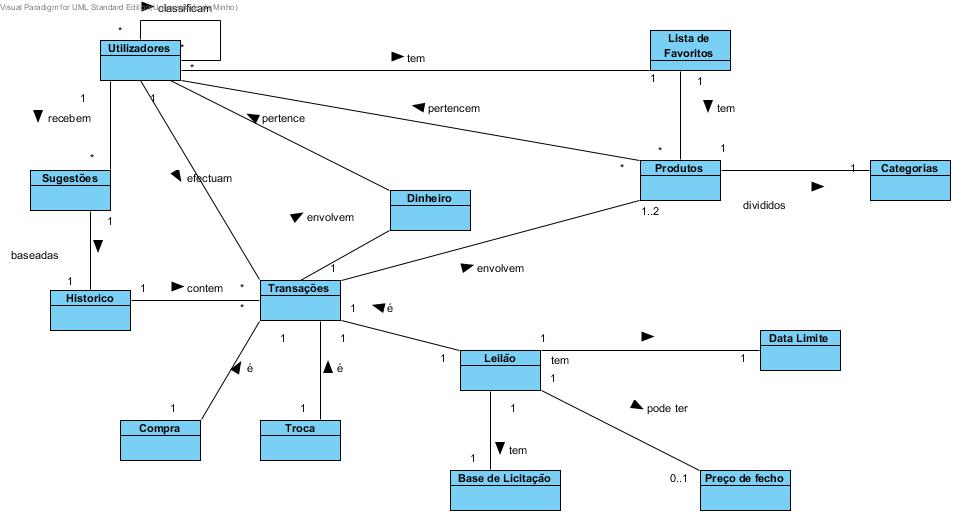 Visual Paradigm for UML Standard Edition(Universidade do Minho)
classificam
*
Utilizadores
*
*
tem
Lista de
Favoritos
1
1
1
1
recebem
pertence
pertencem
tem
*
*
*
1
Sugestões
efectuam
Produtos
1
Categorias
divididos
1..2
Dinheiro
envolvem
1
baseadas
1
1
Historico
1
contem
*
*
1
Transações
envolvem
1
é
1
1
1
Leilão
1
tem
1
1
Data Limite
é
é
1
1
Compra
Troca
1
tem
1
Base de Licitação
pode ter
0..1
Preço de fecho